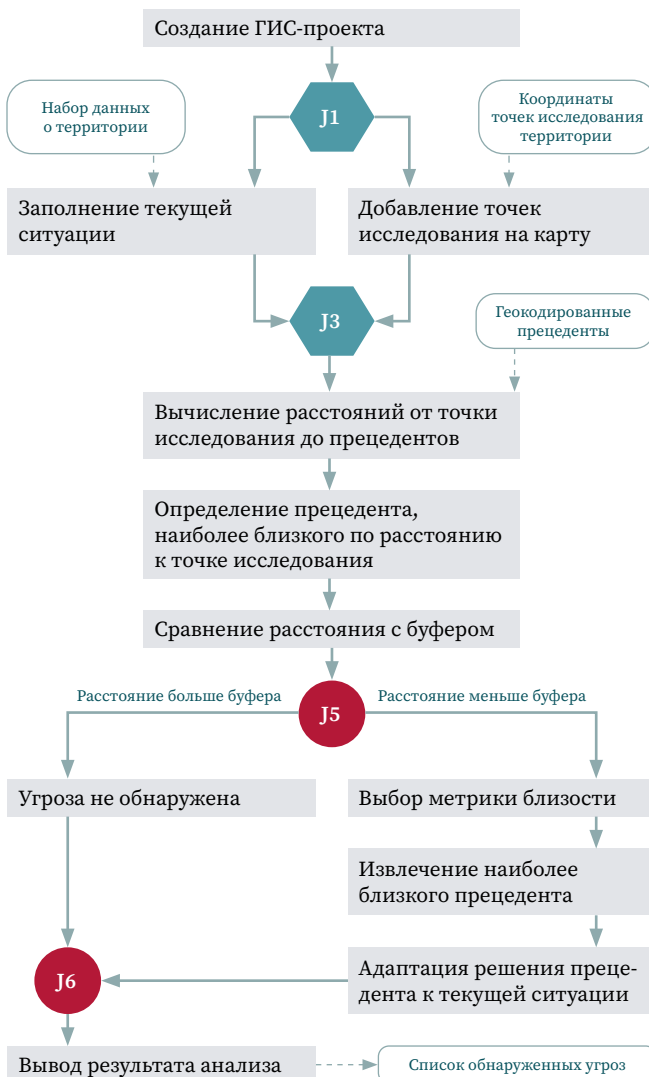 Создание ГИС-проекта
Набор данных
о территории
J1
Координаты
точек исследования
территории
Заполнение текущей
ситуации
Добавление точек
исследования на карту
J3
Геокодированные
прецеденты
Вычисление расстояний от точки
исследования до прецедентов
Определение прецедента,
наиболее близкого по расстоянию
к точке исследования
Сравнение расстояния с буфером
Расстояние больше буфера
J5
Расстояние меньше буфера
Угроза не обнаружена
Выбор метрики близости
Извлечение наиболее
близкого прецедента
J6
Адаптация решения преце-
дента к текущей ситуации
Вывод результата анализа
Список обнаруженных угроз